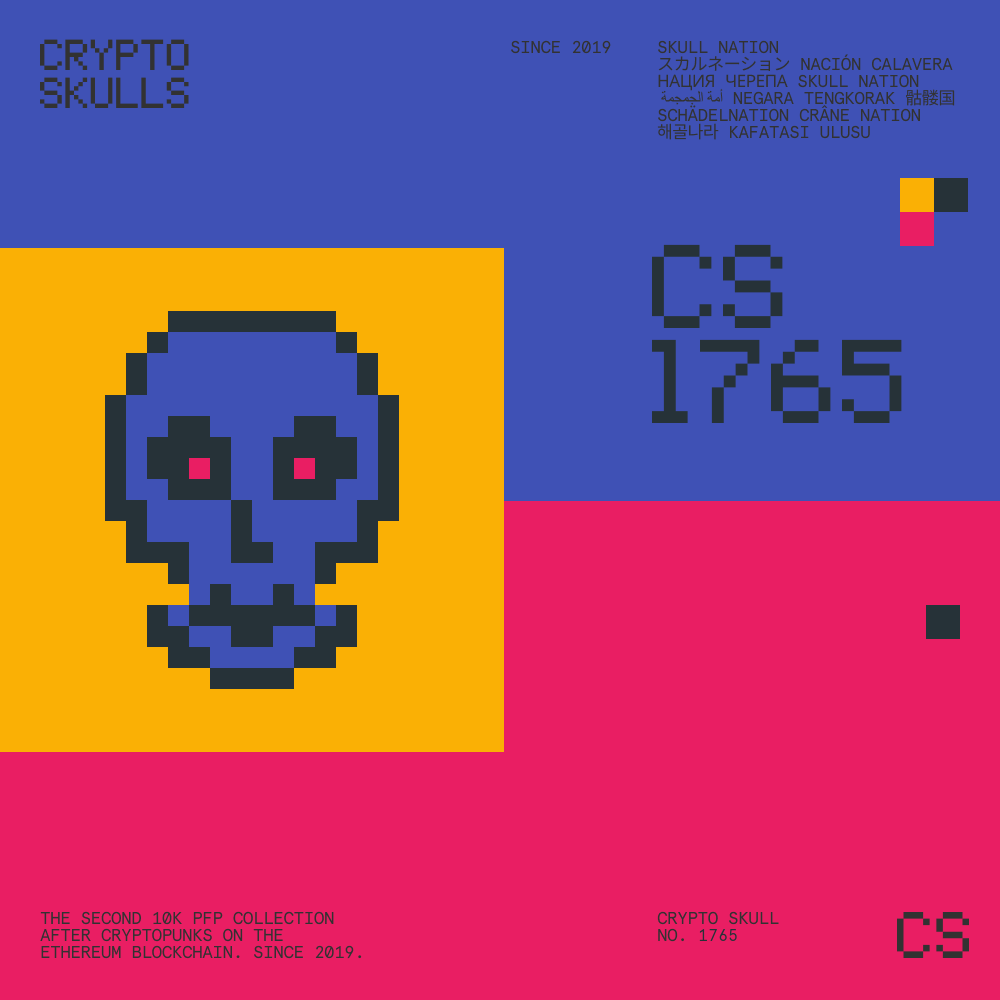 CRYPTO
SKULLS
SINCE 2019
SKULL NATION
スカルネーション NACIÓN CALAVERA
НАЦИЯ ЧЕРЕПА SKULL NATION
أمة الجمجمة NEGARA TENGKORAK 骷髅国
SCHÄDELNATION CRÂNE NATION
해골나라 KAFATASI ULUSU
CS
1765
THE SECOND 10K PFP COLLECTION
AFTER CRYPTOPUNKS ON THE
ETHEREUM BLOCKCHAIN. SINCE 2019.
CRYPTO SKULL
NO. 1765
CS